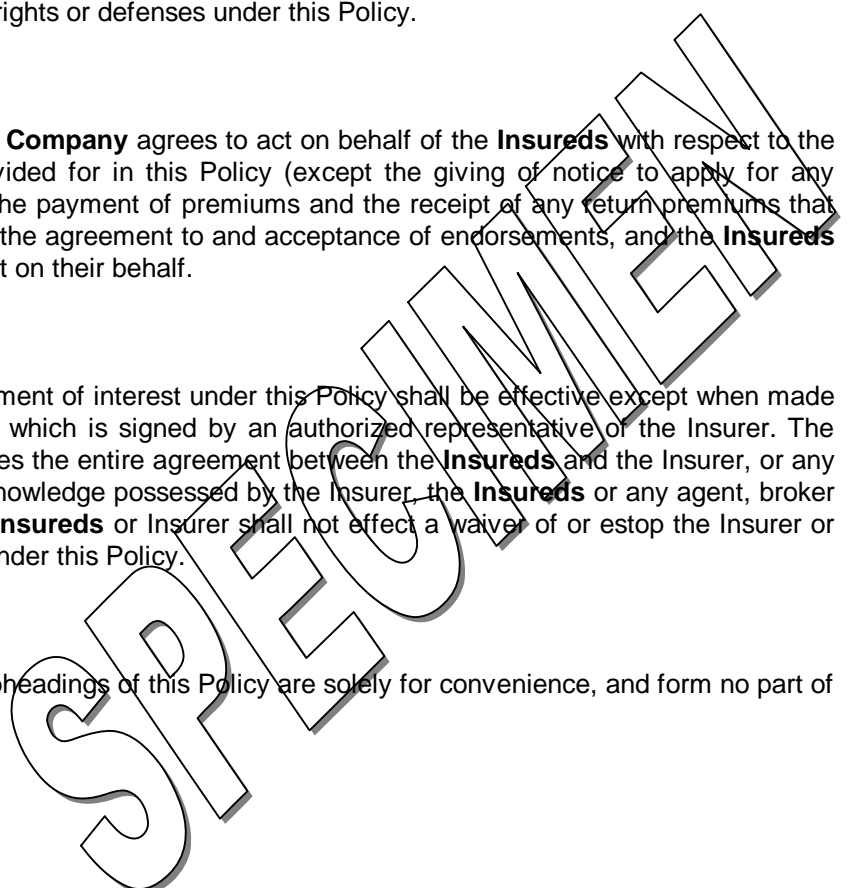 rights or defenses under this Policy.
Company agrees to act on behalf of the Insureds with respect to the
vided for in this Policy (except the giving of notice to apply for any
he payment of premiums and the receipt of any return premiums that
the agreement to and acceptance of endorsements, and the Insureds
t on their behalf.
ment of interest under this Policy shall be effective except when made
which is signed by an authorized representative of the Insurer. The
es the entire agreement between the Insureds and the Insurer, or any
nowledge possessed by the Insurer, the Insureds or any agent, broker
nsureds or Insurer shall not effect a waiver of or estop the Insurer or
nder this Policy.
oheadings of this Policy are solely for convenience, and form no part of
SPECIMEN